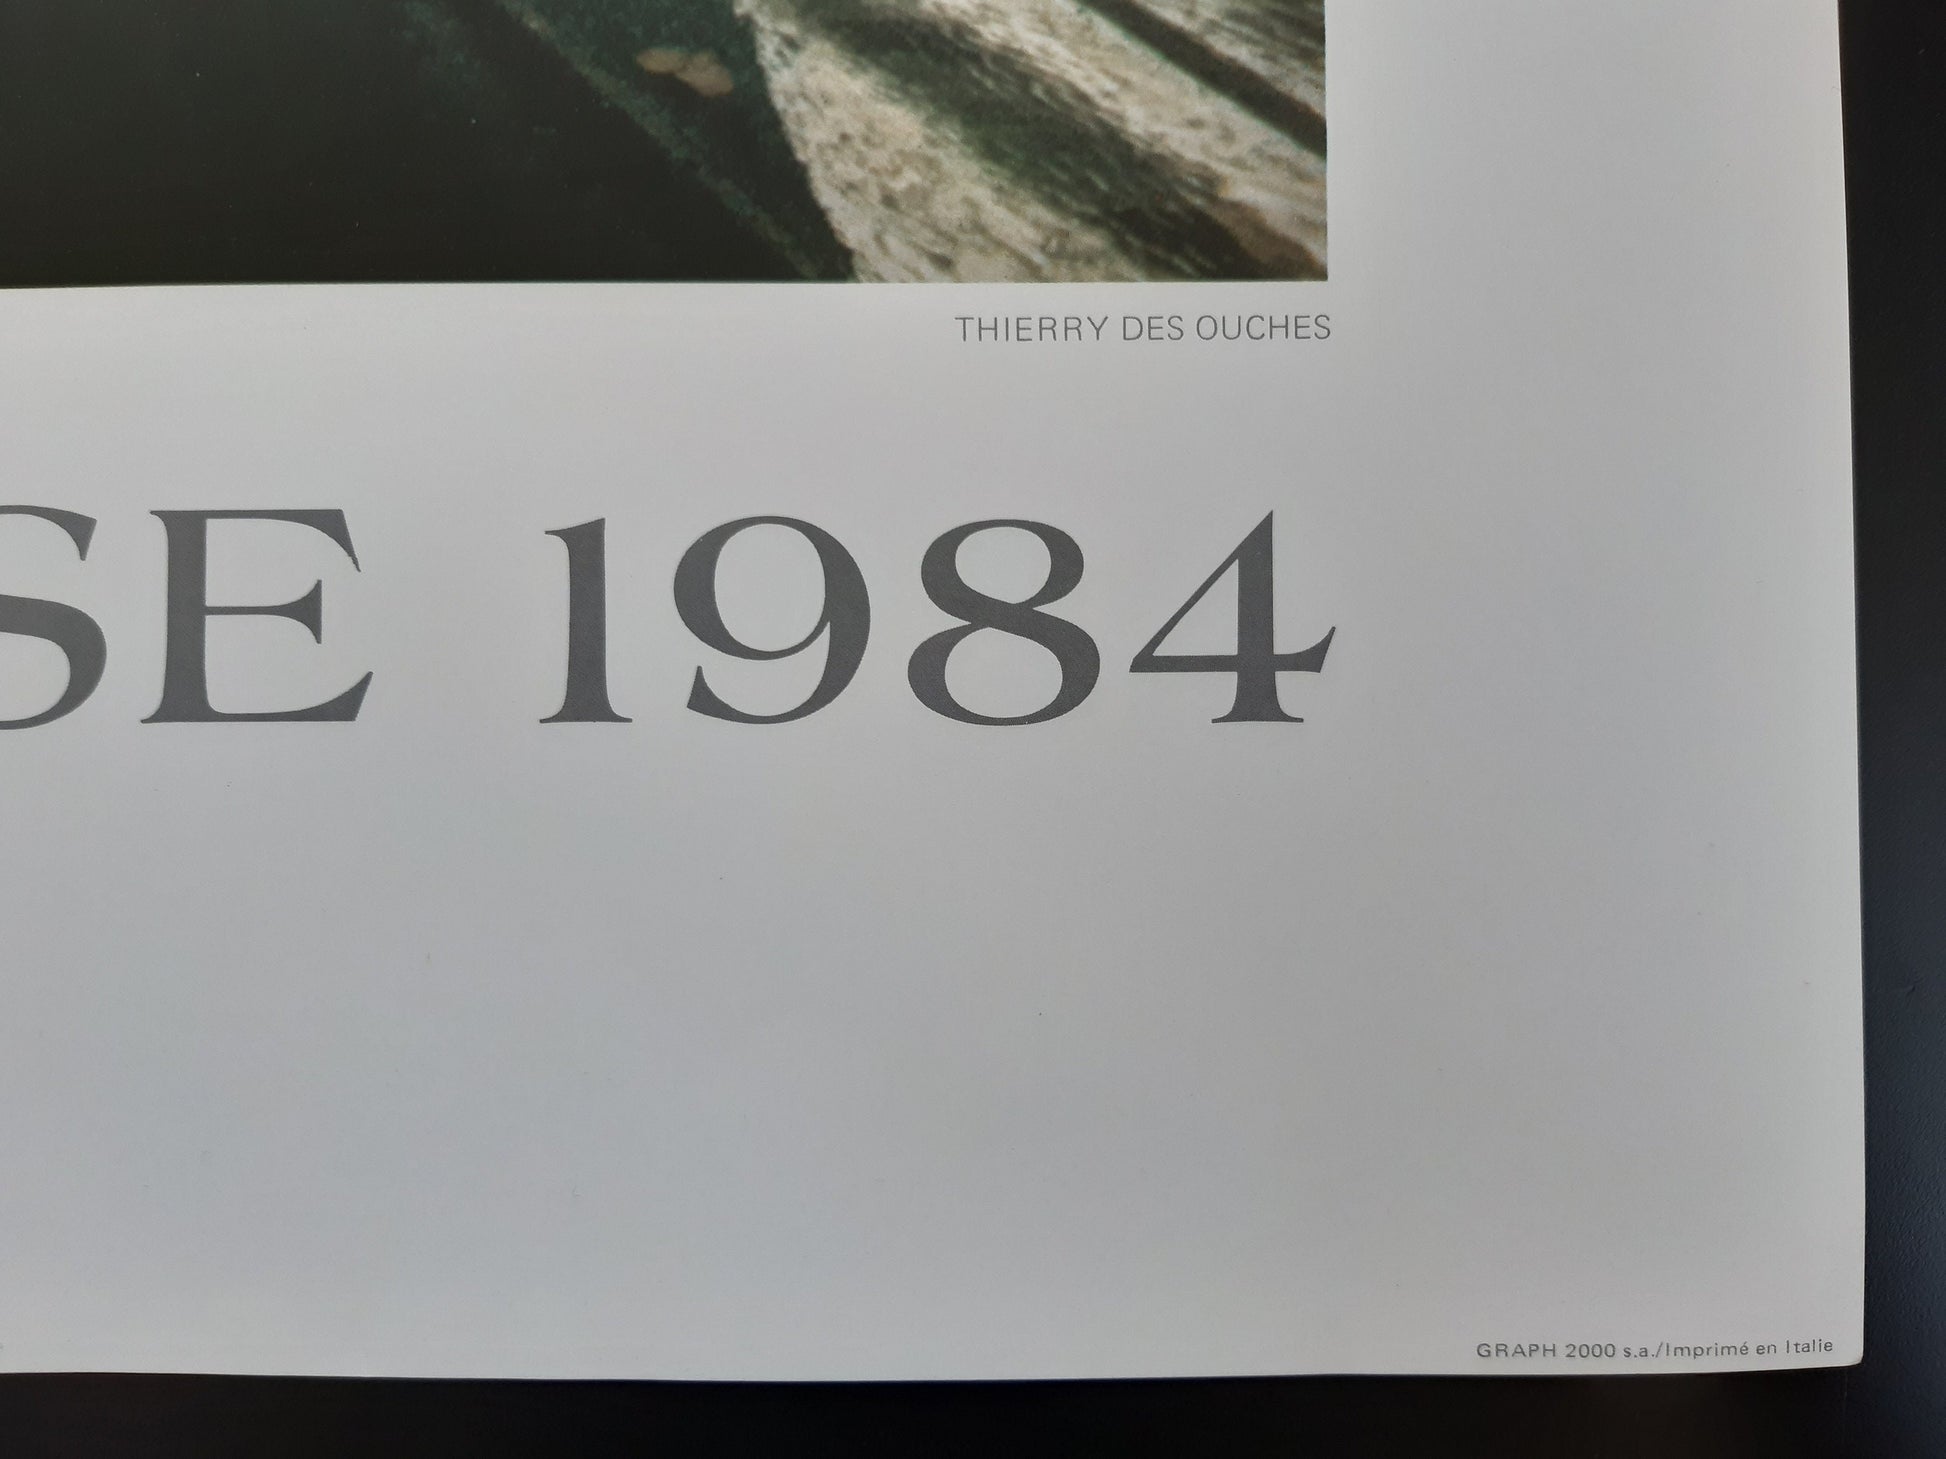 THIERRY DES OUCHES
SE 1984
GRAPH 2000 s.a./Imprimé en Italie